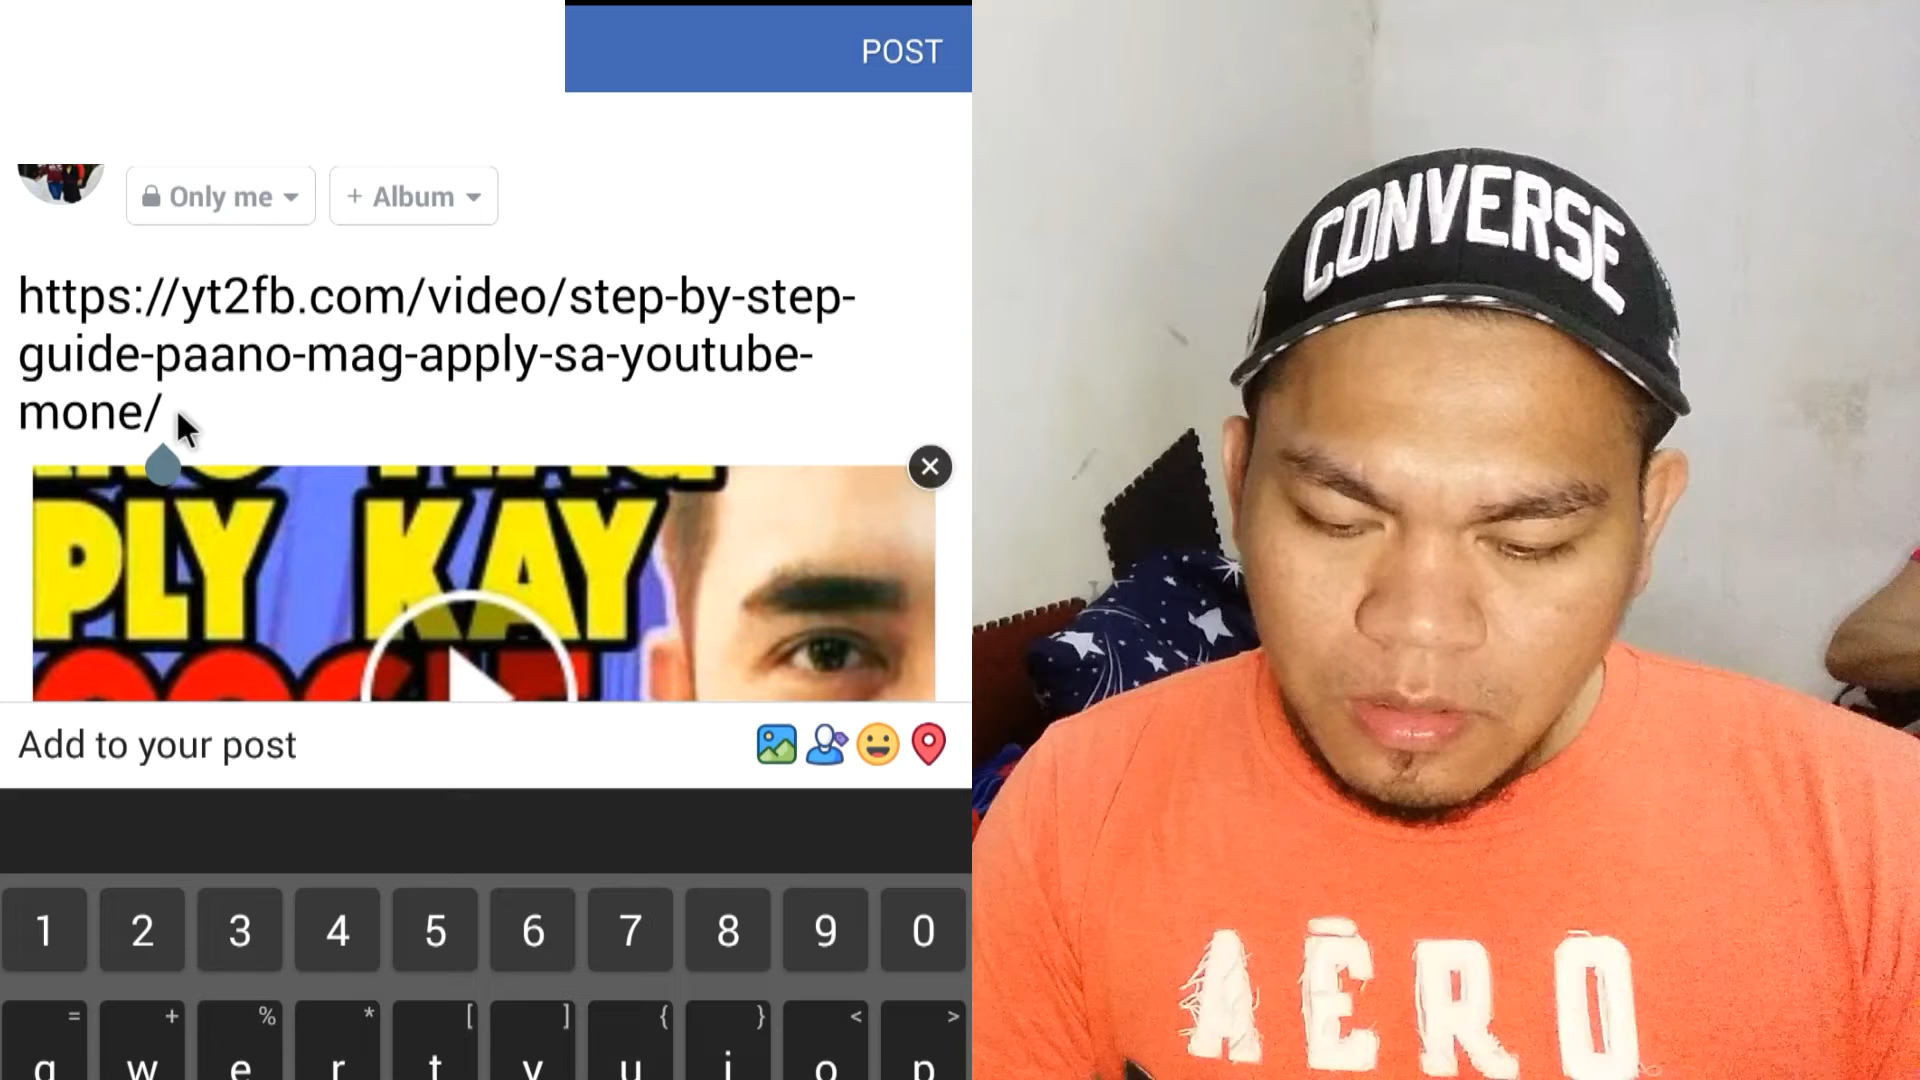 POST
Only me
+ Album
https://yt2fb.com/video/step-by-step-
guide-paano-mag-apply-sa-youtube-
mone/
PLY KAY
Add to your post
1 2 3 4 5 6 7 8 9 0
= + % * [ ] { } < >
q w e r t y u i o p
CONVERSE
AERO